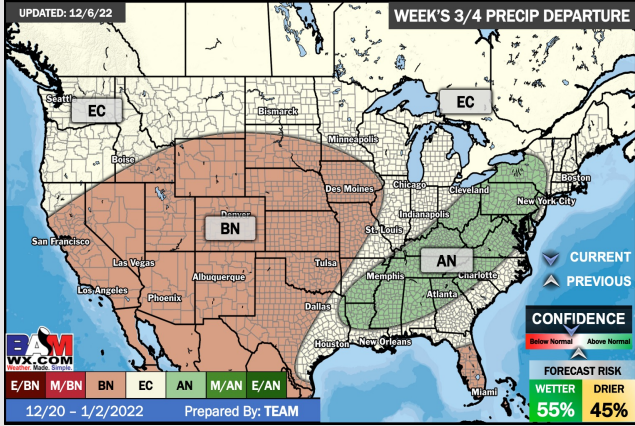 UPDATED: 12/6/22
WEEK'S 3/4 PRECIP DEPARTURE
Seattle
EC
EC
Bismarck
Minneapolis
Boise
Boston
Des Moines
Chicago
Cleveland
New York City
Denver
Indianapolis
BN
St. Louis
San Francisco
AN
CURRENT
Las Vegas
Tulsa
Albuquerque
Memphis
Charlotte
PREVIOUS
Los Angeles
Phoenix
Atlanta
Dallas
CONFIDENCE
Houston
New Orleans
Below Normal
Above Normal
BAM
WX.COM
Weather. Made. Simple.
FORECAST RISK
E/BN
M/BN
BN
EC
AN
M/AN
E/AN
Miami
WETTER
DRIER
12/20 – 1/2/2022
Prepared By: TEAM
55%
45%